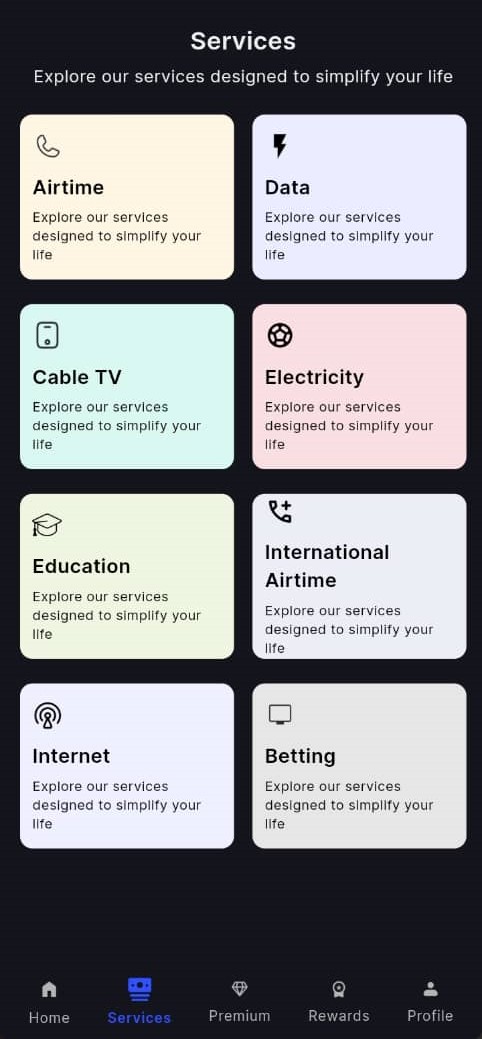 Services
Explore our services designed to simplify your life
Airtime
Explore our services
designed to simplify your
life
Data
Explore our services
designed to simplify your
life
Cable TV
Explore our services
designed to simplify your
life
Electricity
Explore our services
designed to simplify your
life
Education
Explore our services
designed to simplify your
life
International
Airtime
Explore our services
designed to simplify your
life
Internet
Explore our services
designed to simplify your
life
Betting
Explore our services
designed to simplify your
life
Home
Services
Premium
Rewards
Profile